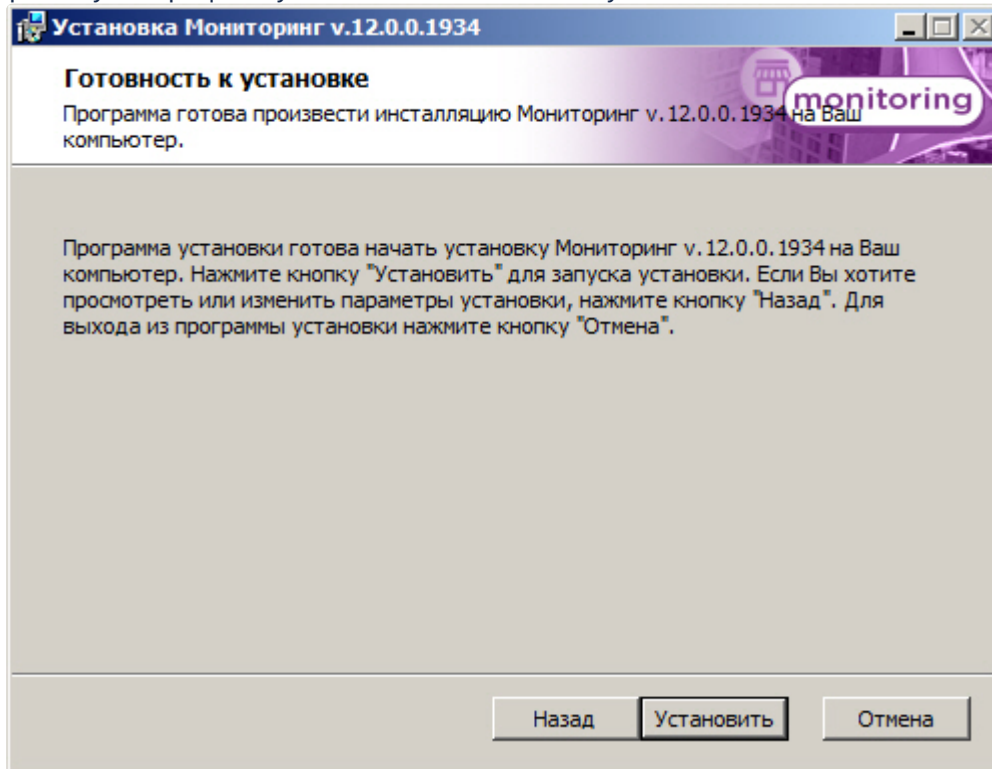 Установка Мониторинг v.12.0.0.1934
Готовность к установке
Программа готова произвести инсталляцию Мониторинг v.12.0.0.1934 на Ваш
компьютер.
monitoring
Программа установки готова начать установку Мониторинг v.12.0.0.1934 на Ваш
компьютер. Нажмите кнопку "Установить" для запуска установки. Если Вы хотите
просмотреть или изменить параметры установки, нажмите кнопку "Назад". Для
выхода из программы установки нажмите кнопку "Отмена".
Назад
Установить
Отмена